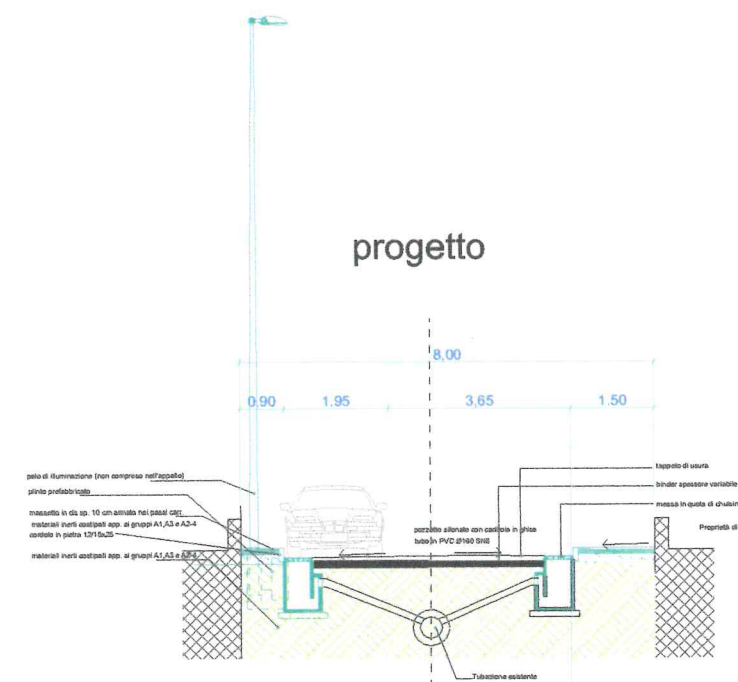 progetto
8,00
0,90 1.95 3,65 1.50
palo di illuminazione (non compreso nell'appalto)
plinto prefabbricato
massetto in cls sp. 10 cm armato nei passi carr.
materiali inerti costipati app. ai gruppi A1,A3 e A2-4
cordolo in pietra 12/15x25
materiali inerti costipati app. ai gruppi A1,A3 e A2-4
pozzetto sifonato con caditoia in ghisa
tubo in PVC Ø160 SN8
tappeto di usura
binder spessore variabile
messa in quota di chiusin
Proprietà di
Tubazione esistente